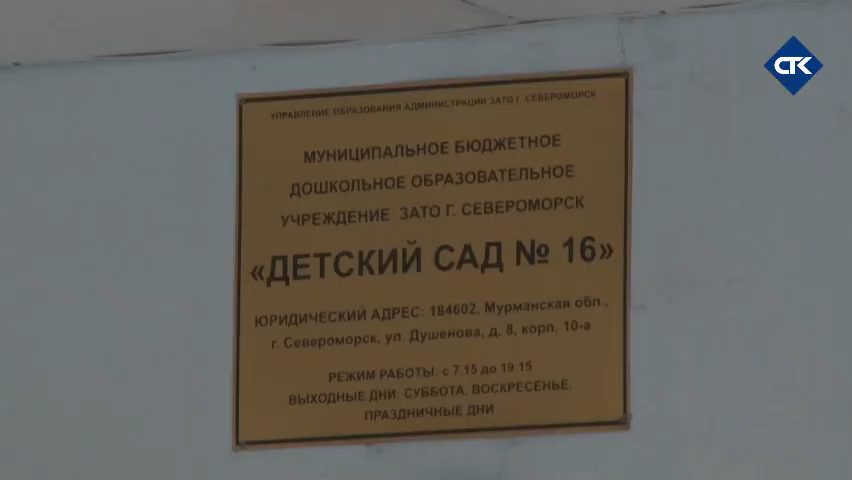 СТК
УПРАВЛЕНИЕ ОБРАЗОВАНИЯ АДМИНИСТРАЦИИ ЗАТО Г. СЕВЕРОМОРСК
МУНИЦИПАЛЬНОЕ БЮДЖЕТНОЕ
ДОШКОЛЬНОЕ ОБРАЗОВАТЕЛЬНОЕ
УЧРЕЖДЕНИЕ ЗАТО Г. СЕВЕРОМОРСК
«ДЕТСКИЙ САД № 16»
ЮРИДИЧЕСКИЙ АДРЕС: 184602, Мурманская обл.,
г. Североморск, ул. Душенова, д. 8, корп. 10-а
РЕЖИМ РАБОТЫ: с 7.15 до 19.15
ВЫХОДНЫЕ ДНИ: СУББОТА, ВОСКРЕСЕНЬЕ,
ПРАЗДНИЧНЫЕ ДНИ